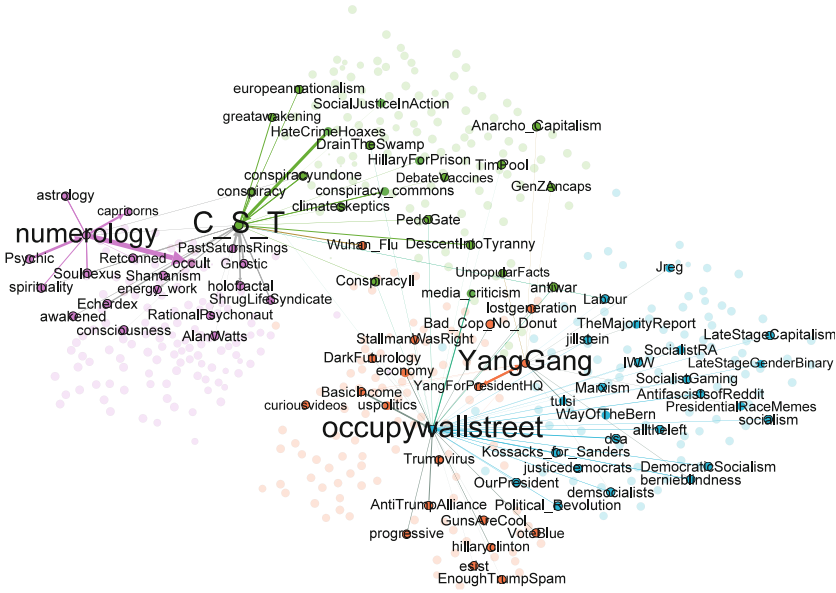 europeannationalism
SocialJusticeInAction
greatawakening
HateCrimeHoaxes
Anarcho_Capitalism
DrainTheSwamp
HillaryForPrison
TimPool
conspiracyundone
DebateVaccines
GenZAncaps
astrology
conspiracy
conspiracy_commons
capricorns
climateskeptics
C_S_T
PedoGate
numerology
PastSaturnsRings
Wuhan_Flu
DescentIntoTyranny
Psychic
Retconned
occult
Gnostic
Soulnexus
Shamanism
UnpopularFacts
Jreg
spirituality
energy_work
holofractal
ConspiracyII
media_criticism
antiwar
Echerdex
ShrugLifeSyndicate
lostgeneration
Labour
awakened
RationalPsychonaut
Bad_Cop_No_Donut
TheMajorityReport
consciousness
AlanWatts
StallmanWasRight
jillstein
LateStageCapitalism
DarkFuturology
YangGang
SocialistRA
economy
IWW
LateStageGenderBinary
YangForPresidentHQ
Marxism
SocialistGaming
BasicIncome
tulsi
AntifascistsofReddit
curiousvideos
uspolitics
WayOfTheBern
PresidentialRaceMemes
occupywallstreet
alltheleft
socialism
dsa
Trumpvirus
Kossacks_for_Sanders
justicedemocrats
DemocraticSocialism
OurPresident
bernieblindness
AntiTrumpAlliance
Political_Revolution
demsocialists
GunsAreCool
progressive
VoteBlue
hillaryclinton
esist
EnoughTrumpSpam